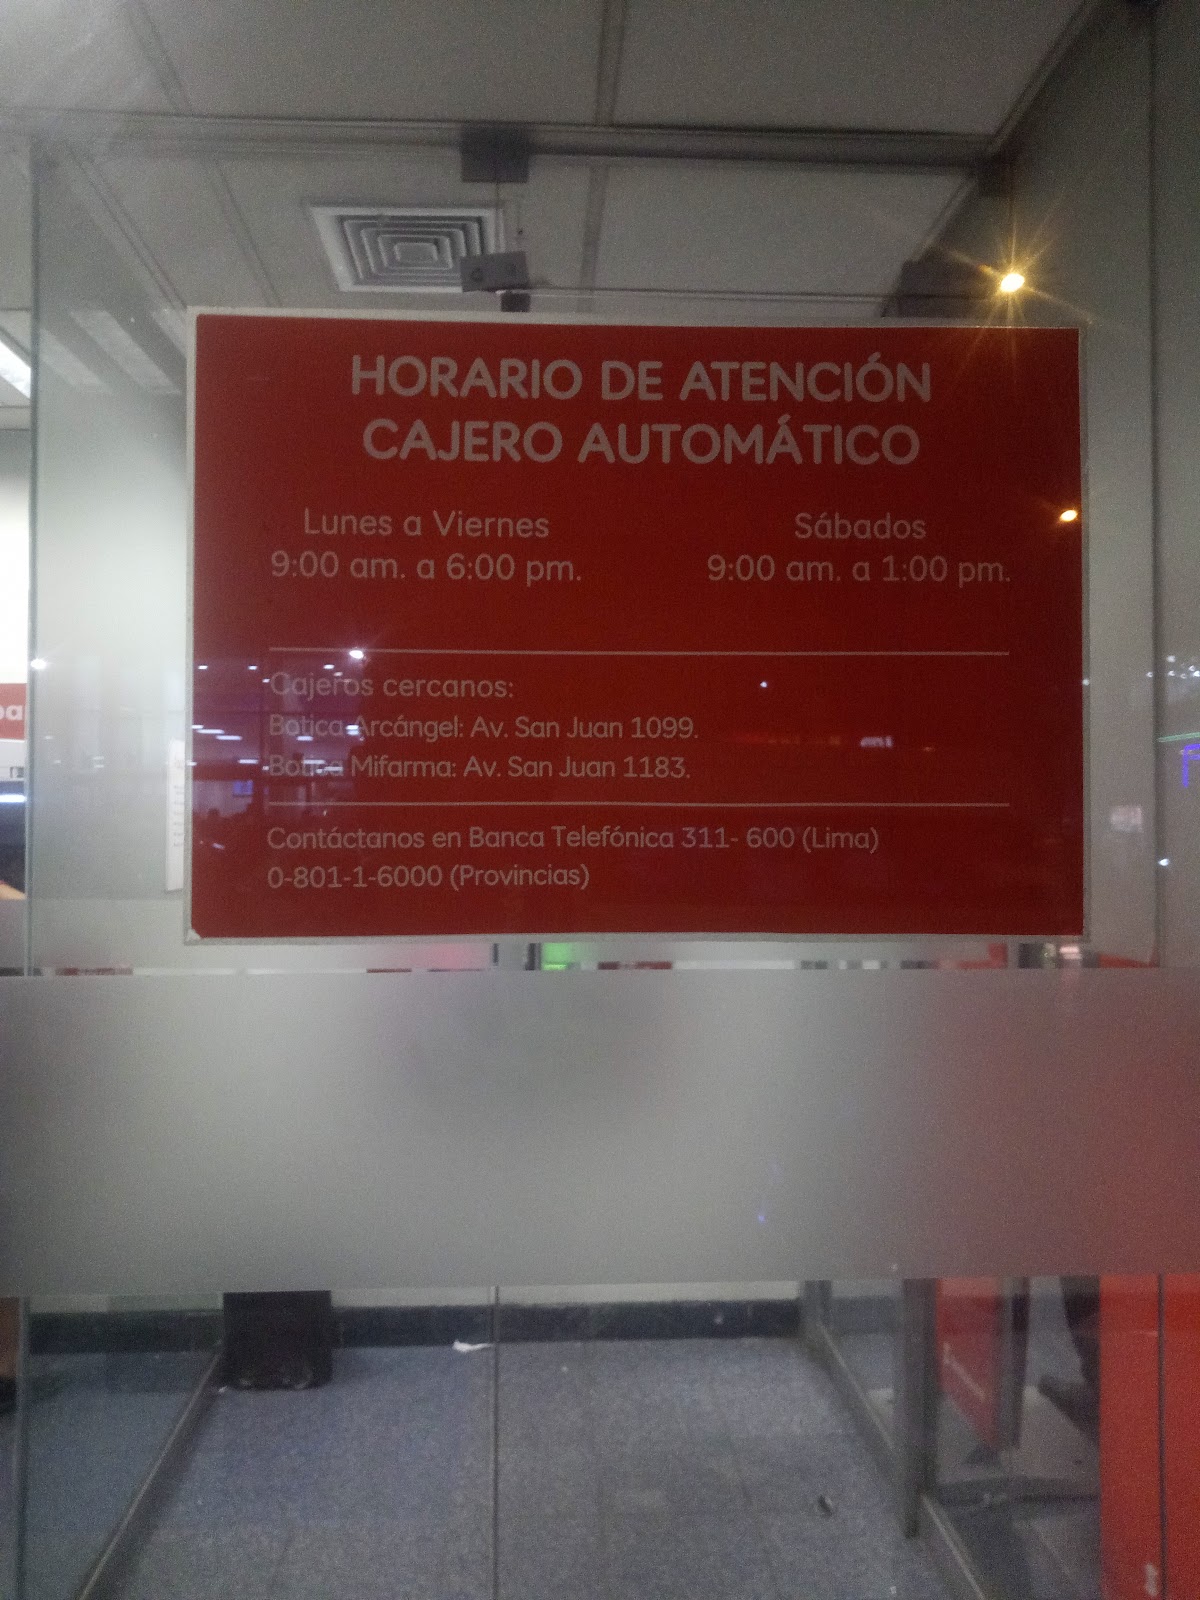 HORARIO DE ATENCIÓN
CAJERO AUTOMÁTICO
Lunes a Viernes
9:00 am. a 6:00 pm.
Sábados
9:00 am. a 1:00 pm.
Cajeros cercanos:
Botica Arcángel: Av. San Juan 1099.
Botica Mifarma: Av. San Juan 1183.
Contáctanos en Banca Telefónica 311- 600 (Lima)
0-801-1-6000 (Provincias)